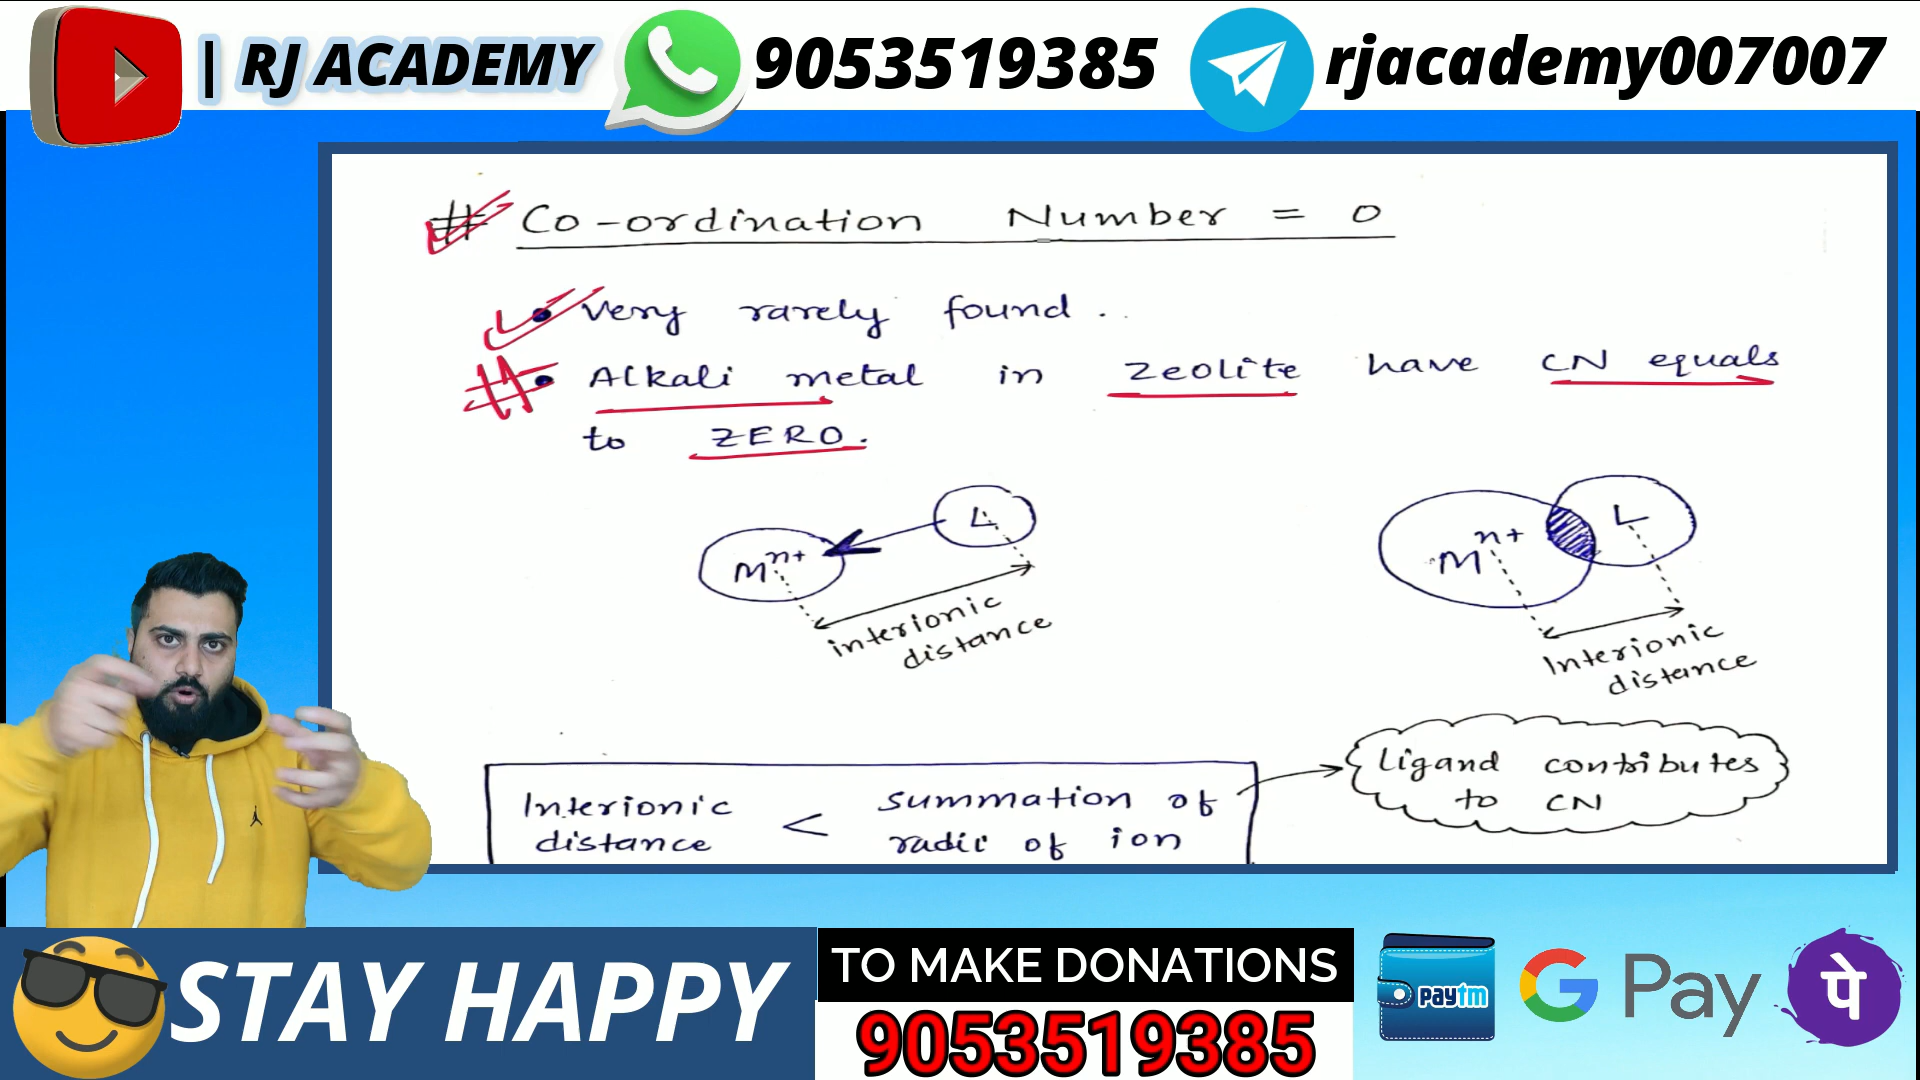 | RJ ACADEMY 9053519385 rjacademy007007
# Co-ordination Number = 0
• Very rarely found.
# • Alkali metal in zeolite have CN equals
to ZERO.
L
M n+
interionic
distance
L
M n+
Interionic
distance
Ligand contributes
to CN
Interionic < summation of
distance radii of ion
STAY HAPPY
TO MAKE DONATIONS
9053519385
paytm
G Pay
पे